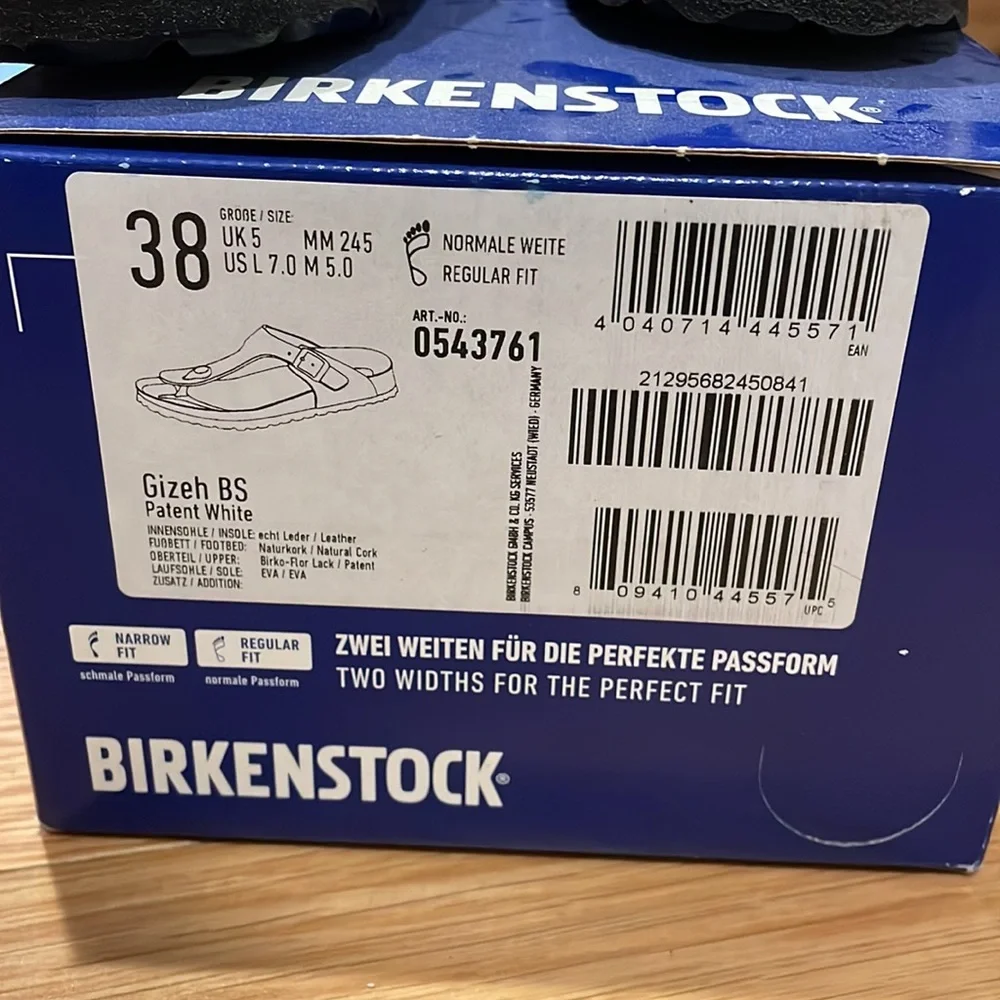 BIRKENSTOCK®
38
GRÖßE / SIZE:
UK 5 MM 245
US L 7.0 M 5.0
NORMALE WEITE
REGULAR FIT
ART.-NO.:
0543761
4 040714 445571
EAN
21295682450841
8 09410 44557 5
UPC
Gizeh BS
Patent White
INNENSOHLE / INSOLE: echt Leder / Leather
FUßBETT / FOOTBED: Naturkork / Natural Cork
OBERTEIL / UPPER: Birko-Flor Lack / Patent
LAUFSOHLE / SOLE: EVA / EVA
ZUSATZ / ADDITION:
BIRKENSTOCK GMBH & CO. KG SERVICES
BIRKENSTOCK CAMPUS · 53577 NEUSTADT (WIED) · GERMANY
NARROW
FIT
schmale Passform
REGULAR
FIT
normale Passform
ZWEI WEITEN FÜR DIE PERFEKTE PASSFORM
TWO WIDTHS FOR THE PERFECT FIT
BIRKENSTOCK®